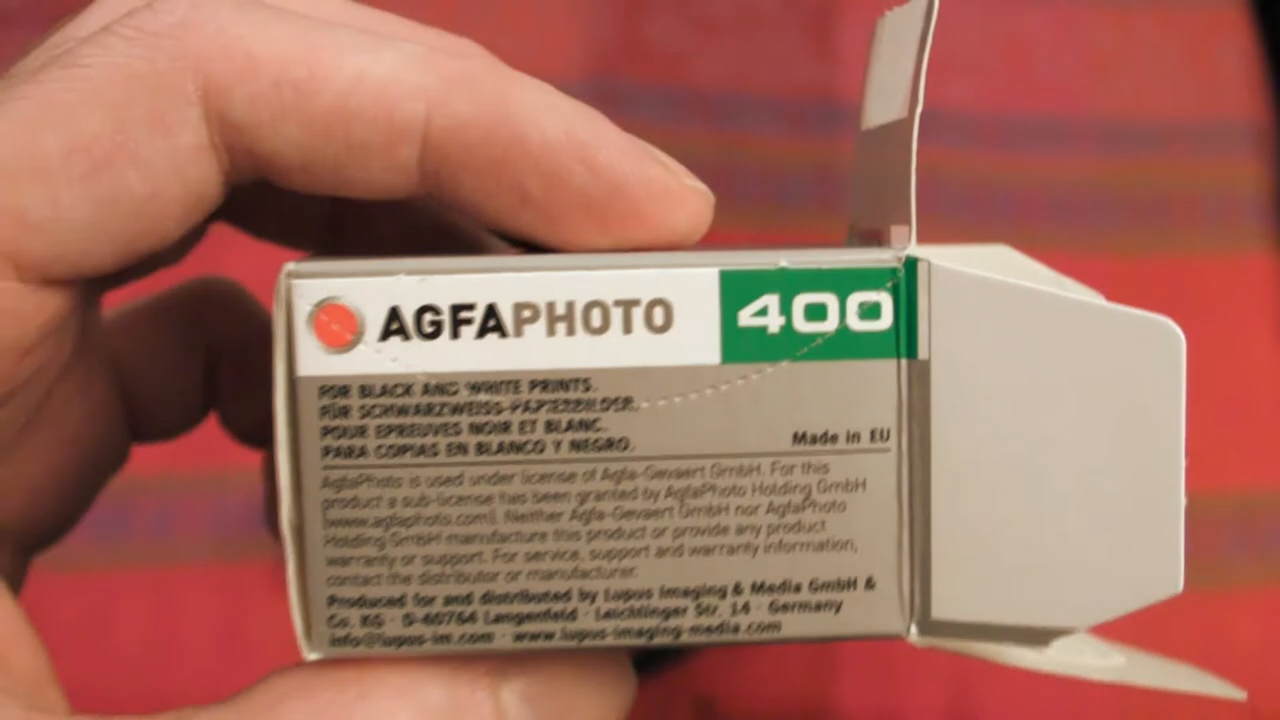 AGFAPHOTO 400
FOR BLACK AND WHITE PRINTS.
FÜR SCHWARZWEISS-PAPIERBILDER.
POUR EPREUVES NOIR ET BLANC.
PARA COPIAS EN BLANCO Y NEGRO.
Made in EU
AgfaPhoto is used under license of Agfa-Gevaert GmbH. For this
product a sub-license has been granted by AgfaPhoto Holding GmbH
(www.agfaphoto.com). Neither Agfa-Gevaert GmbH nor AgfaPhoto
Holding GmbH manufacture this product or provide any product
warranty or support. For service, support and warranty information,
contact the distributor or manufacturer.
Produced for and distributed by Lupus Imaging & Media GmbH &
Co. KG · D-40764 Langenfeld · Leichlinger Str. 14 · Germany
info@lupus-im.com · www.lupus-imaging-media.com